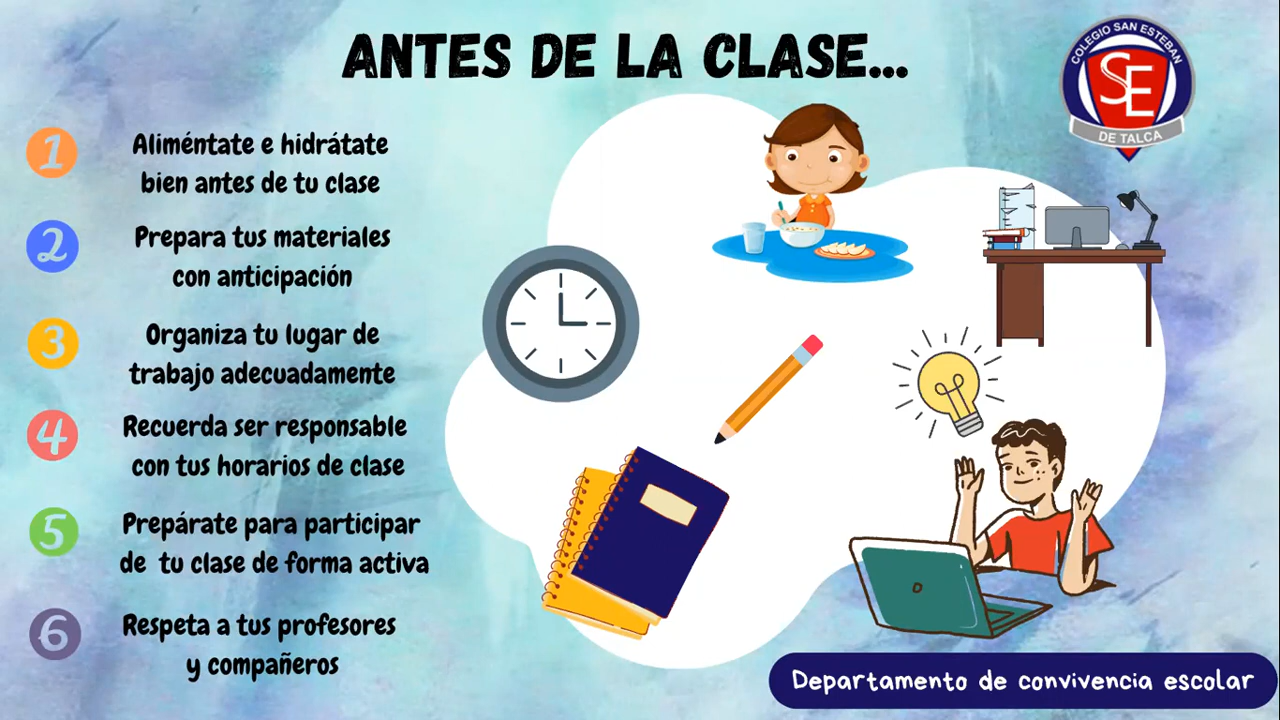 ANTES DE LA CLASE...
COLEGIO SAN ESTEBAN
SE
DE TALCA
1
Aliméntate e hidrátate
bien antes de tu clase
2
Prepara tus materiales
con anticipación
3
Organiza tu lugar de
trabajo adecuadamente
4
Recuerda ser responsable
con tus horarios de clase
5
Prepárate para participar
de tu clase de forma activa
6
Respeta a tus profesores
y compañeros
Departamento de convivencia escolar